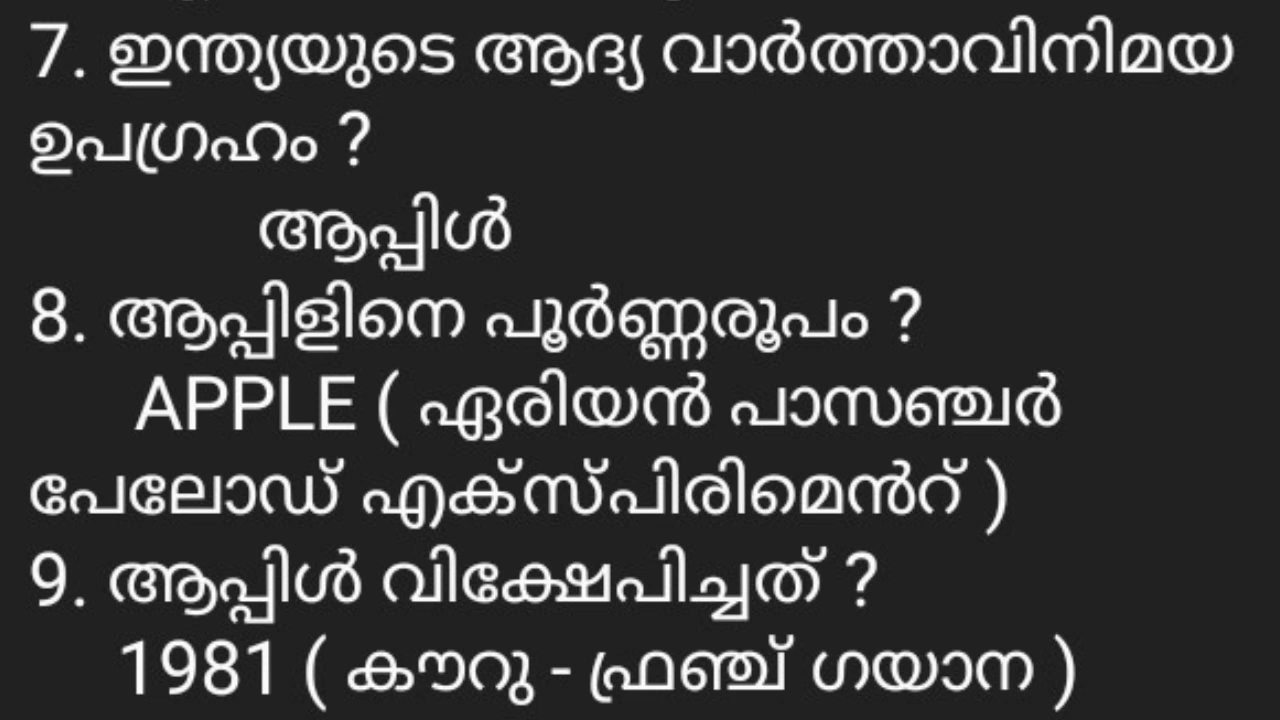 7. ഇന്ത്യയുടെ ആദ്യ വാർത്താവിനിമയ
ഉപഗ്രഹം ?
ആപ്പിൾ
8. ആപ്പിളിനെ പൂർണ്ണരൂപം ?
APPLE ( ഏരിയൻ പാസഞ്ചർ
പേലോഡ് എക്സ്പിരിമെൻറ് )
9. ആപ്പിൾ വിക്ഷേപിച്ചത് ?
1981 ( കൗറു - ഫ്രഞ്ച് ഗയാന )